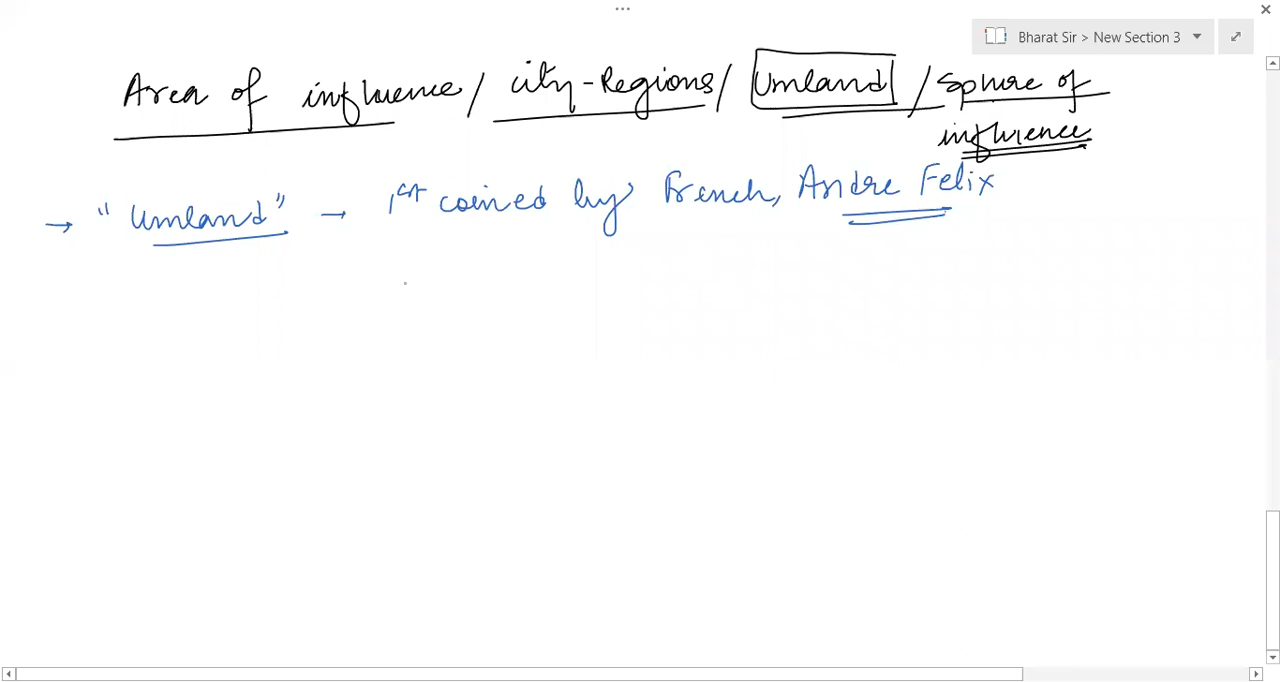 Bharat Sir > New Section 3
Area of influence / city-Regions / Umland / Sphere of
influence
→ "Umland" → 1st coined by French, Andre Felix